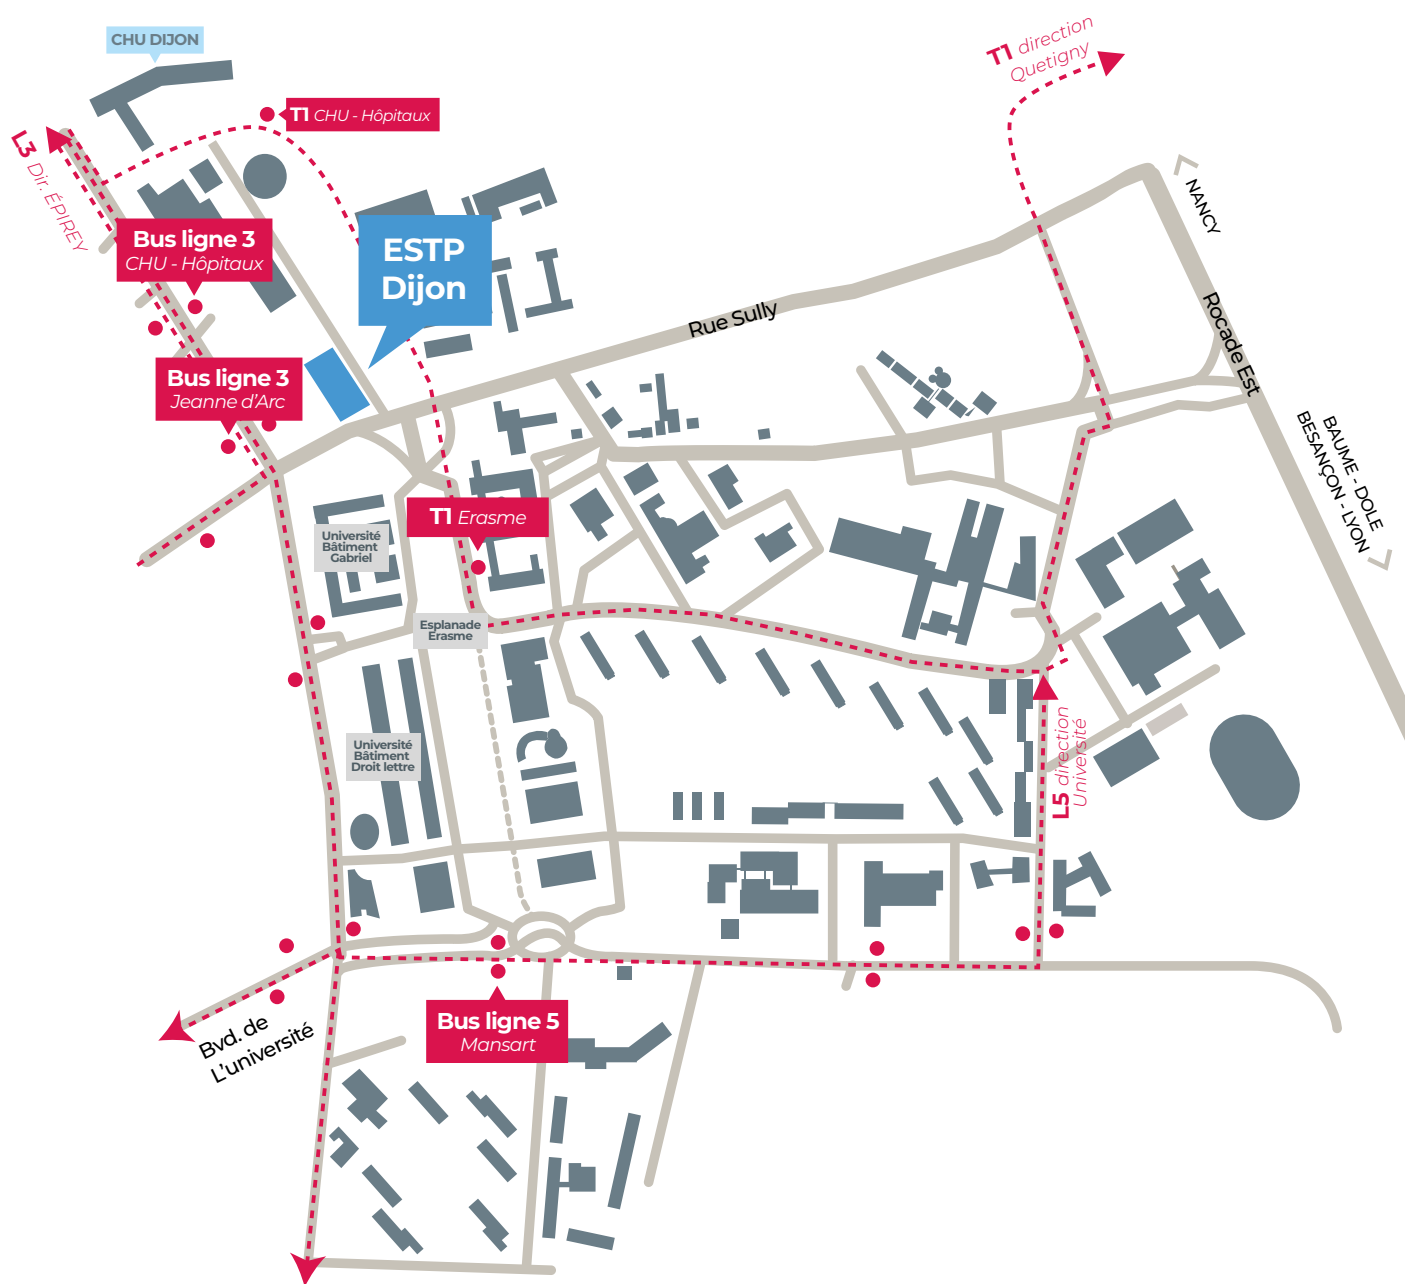 CHU DIJON
T1 direction
Quetigny
T1 CHU - Hôpitaux
L3 Dir. ÉPIREY
NANCY
Bus ligne 3
CHU - Hôpitaux
ESTP
Dijon
Rue Sully
Rocade Est
Bus ligne 3
Jeanne d'Arc
BAUME - DOLE
BESANÇON - LYON
T1 Erasme
Université
Bâtiment
Gabriel
Esplanade
Erasme
Université
Bâtiment
Droit lettre
L5 direction
Université
Bvd. de
L'université
Bus ligne 5
Mansart